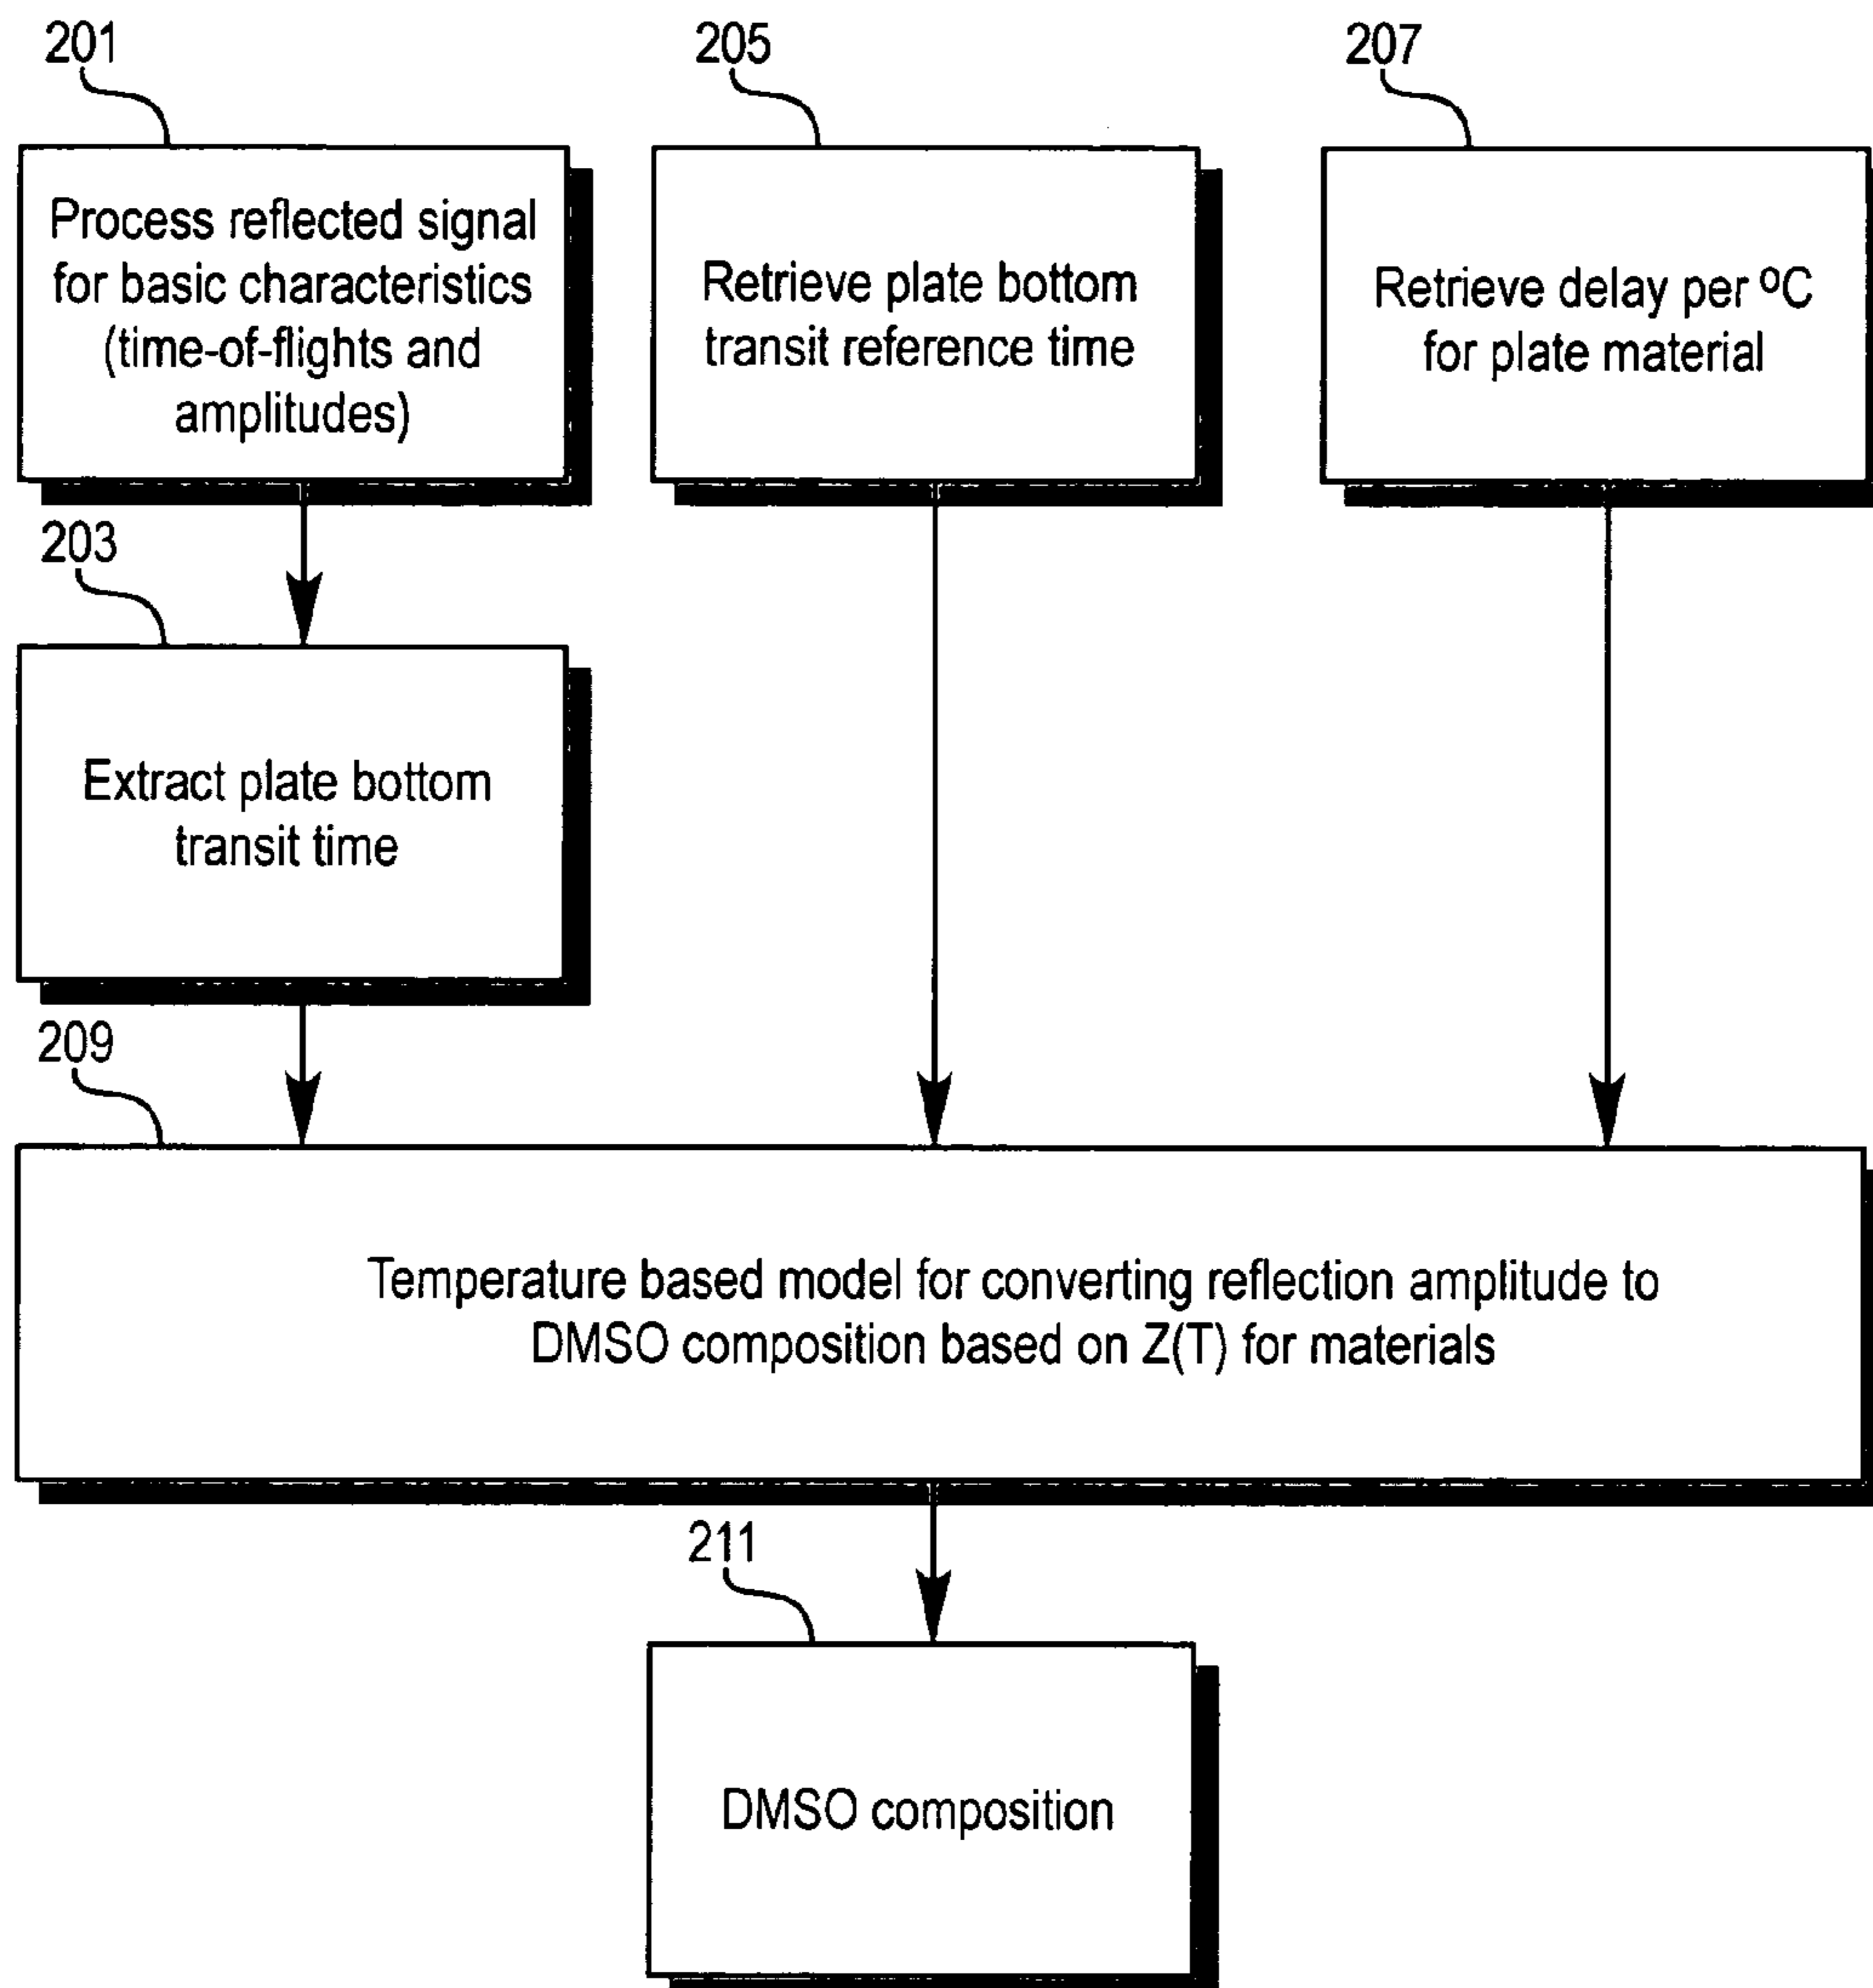 201
Process reflected signal
for basic characteristics
(time-of-flights and
amplitudes)
205
Retrieve plate bottom
transit reference time
207
Retrieve delay per ºC
for plate material
203
Extract plate bottom
transit time
209
Temperature based model for converting reflection amplitude to
DMSO composition based on Z(T) for materials
211
DMSO composition